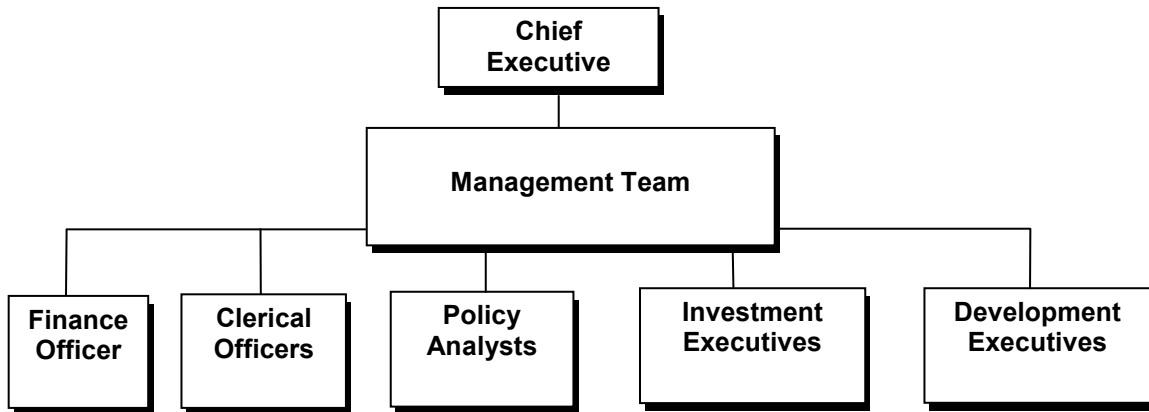 Chief
Executive
Management Team
Finance
Officer
Clerical
Officers
Policy
Analysts
Investment
Executives
Development
Executives